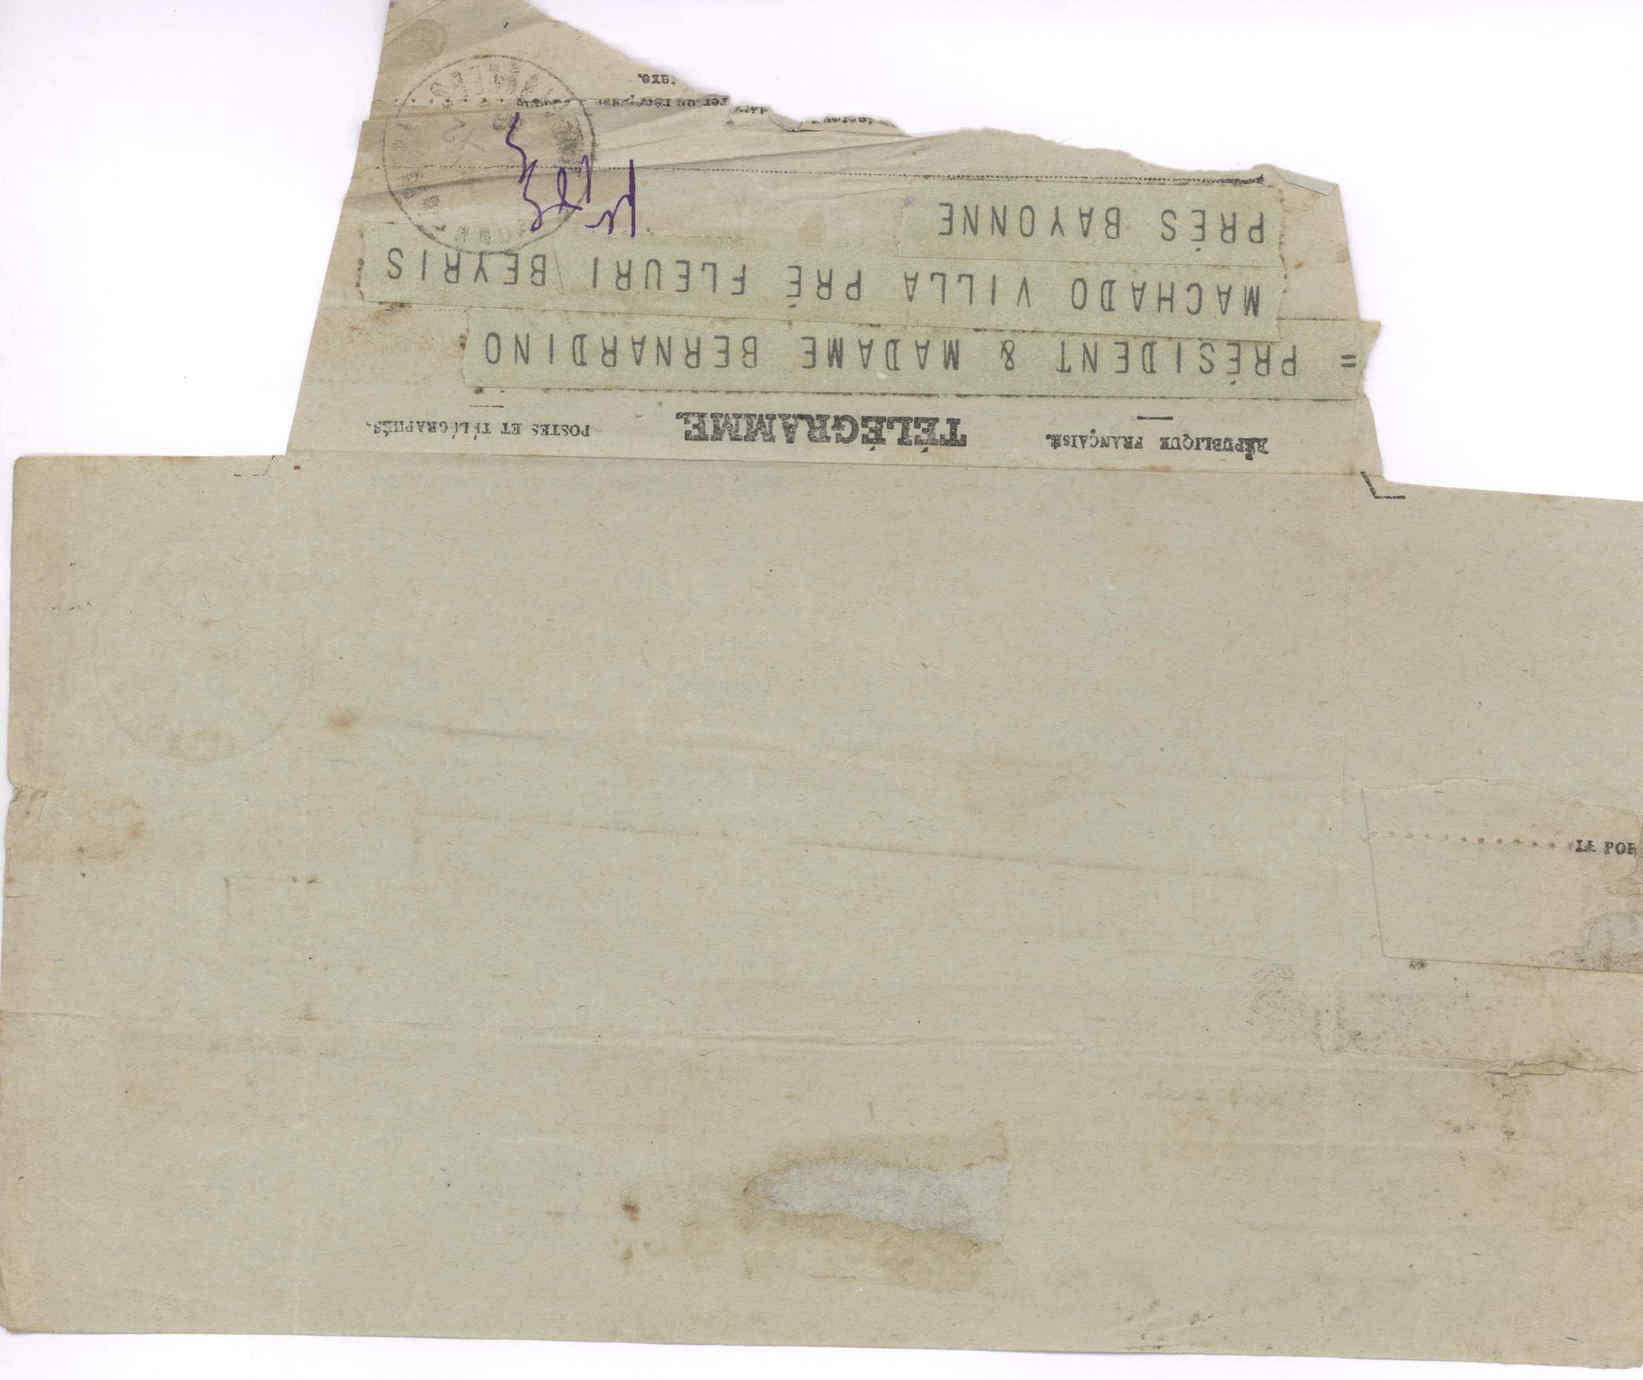 RÉPUBLIQUE FRANÇAISE. TÉLÉGRAMME POSTES ET TÉLÉGRAPHES.
= PRÉSIDENT & MADAME BERNARDINO
MACHADO VILLA PRÉ FLEURI BEYRIS
PRÈS BAYONNE